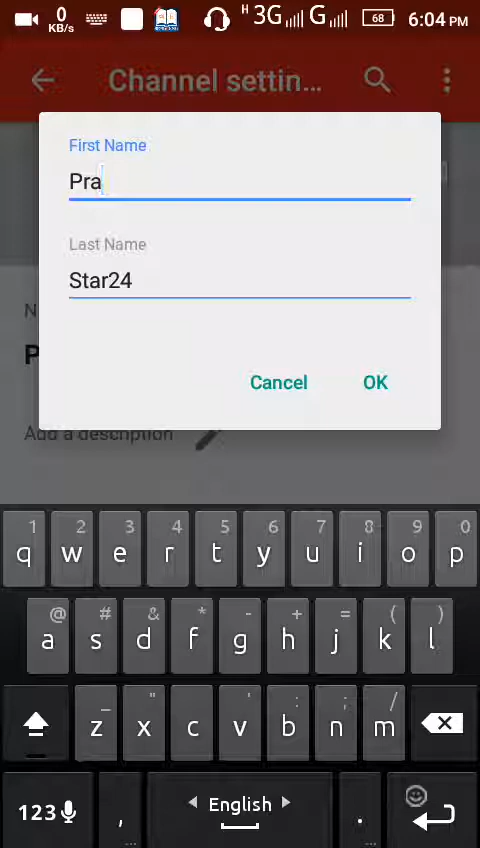 0 KB/s H 3G G 68 6:04 PM
Channel settin...
First Name
Pra
Last Name
Star24
N
P
Cancel OK
Add a description
1 2 3 4 5 6 7 8 9 0
q w e r t y u i o p
@ # & * - + = ( )
a s d f g h j k l
_ " ' : ; /
z x c v b n m
123 , English .